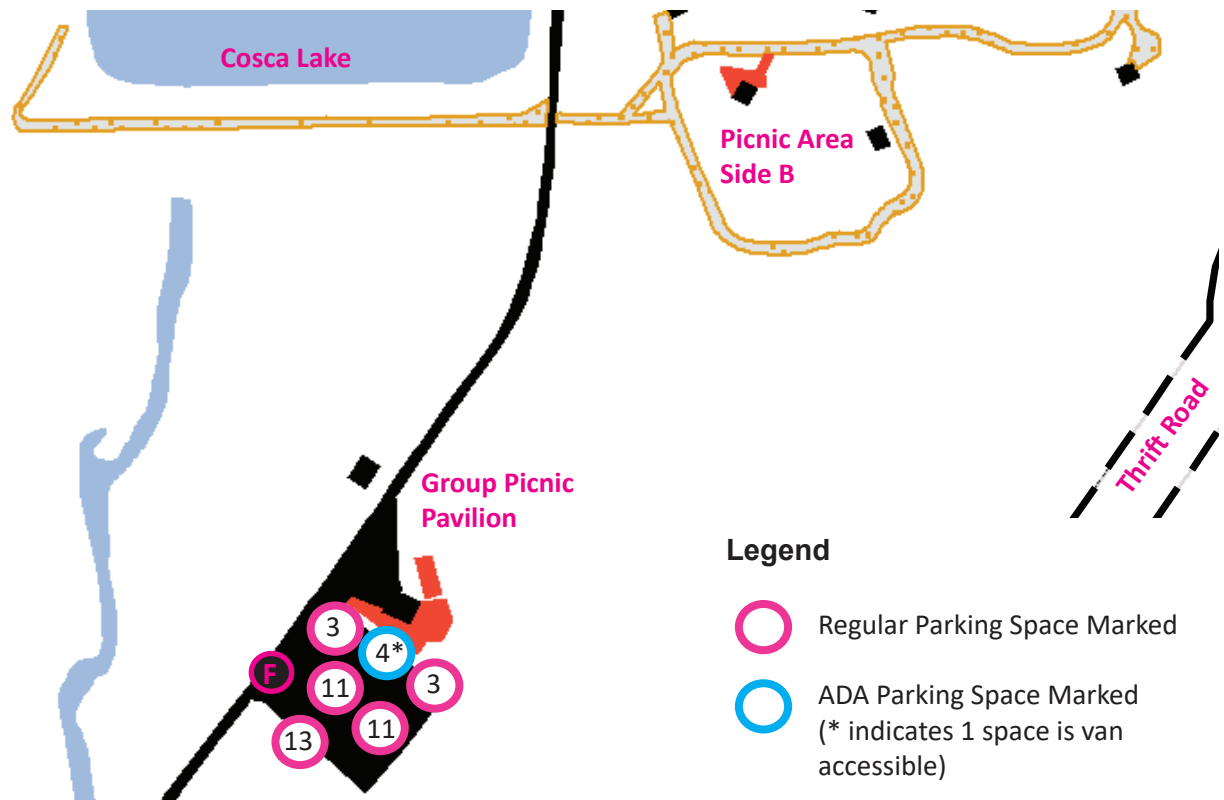 Cosca Lake
Picnic Area
Side B
Thrift Road
Group Picnic
Pavilion
3
4*
F
11
3
13
11
Legend
Regular Parking Space Marked
ADA Parking Space Marked
(* indicates 1 space is van
accessible)